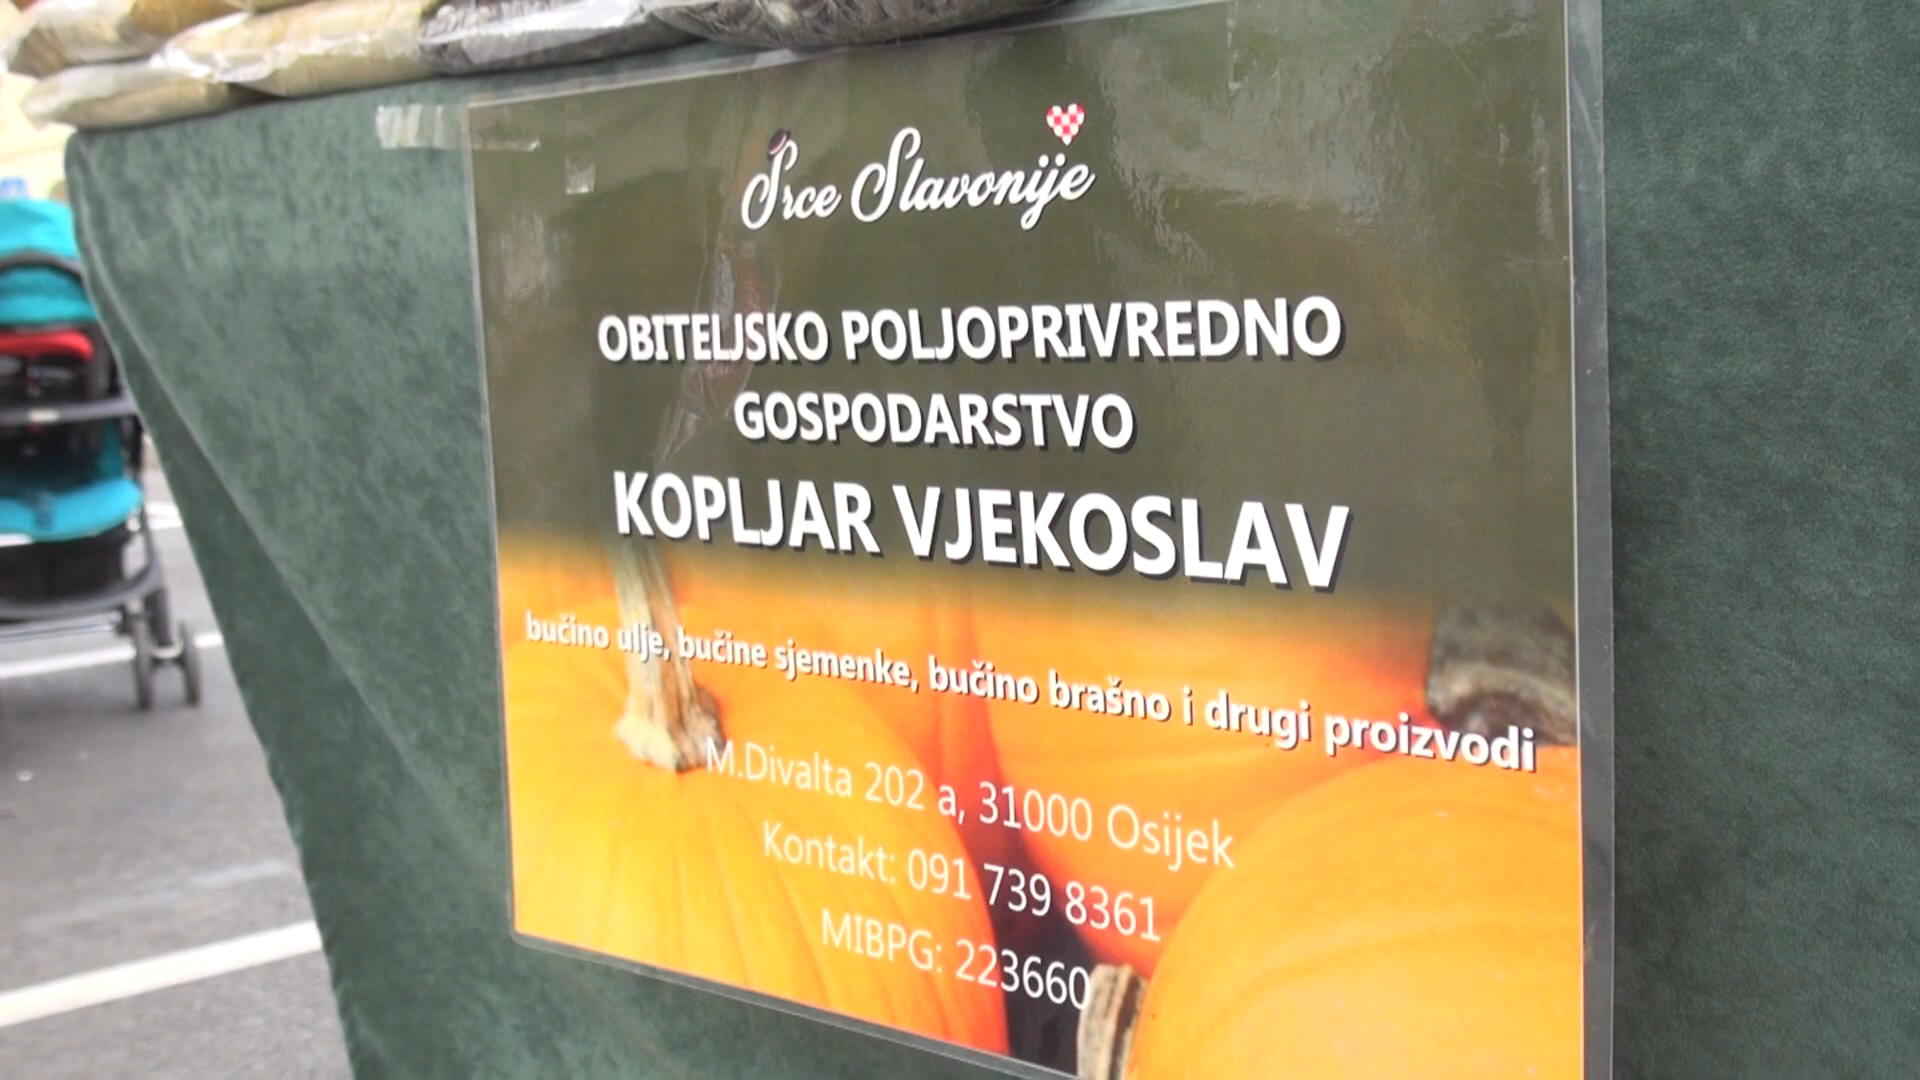 Srce Slavonije
OBITELJSKO POLJOPRIVREDNO
GOSPODARSTVO
KOPLJAR VJEKOSLAV
bučino ulje, bučine sjemenke, bučino brašno i drugi proizvodi
M.Divalta 202 a, 31000 Osijek
Kontakt: 091 739 8361
MIBPG: 223660